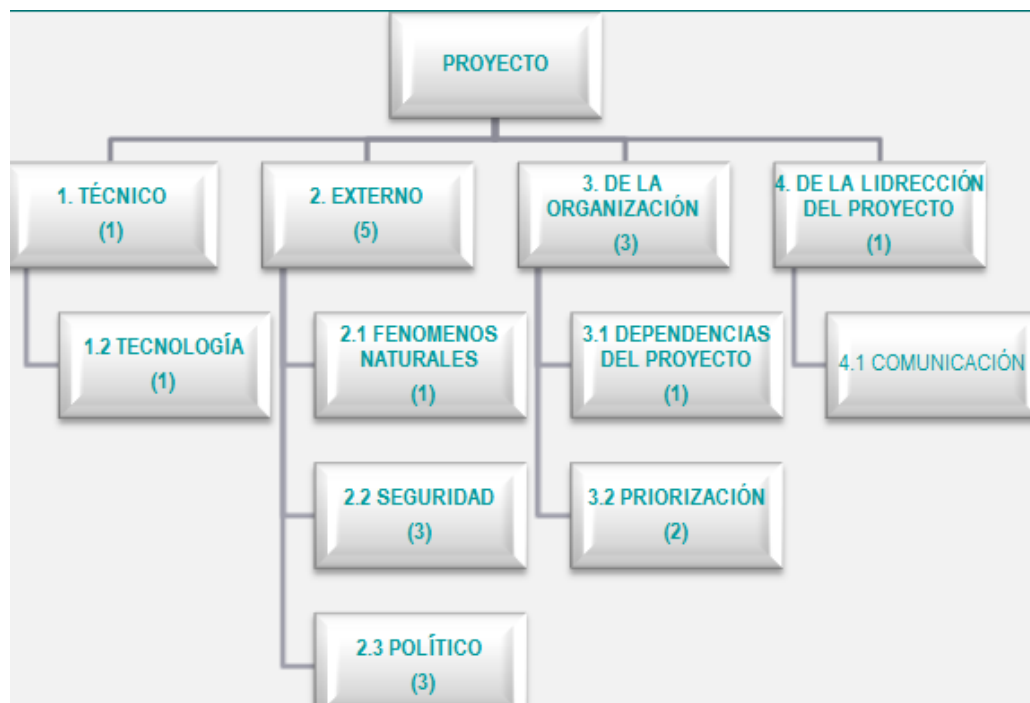 PROYECTO
1. TÉCNICO
(1)
2. EXTERNO
(5)
3. DE LA
ORGANIZACIÓN
(3)
4. DE LA LIDRECCIÓN
DEL PROYECTO
(1)
1.2 TECNOLOGÍA
(1)
2.1 FENOMENOS
NATURALES
(1)
3.1 DEPENDENCIAS
DEL PROYECTO
(1)
4.1 COMUNICACIÓN
2.2 SEGURIDAD
(3)
3.2 PRIORIZACIÓN
(2)
2.3 POLÍTICO
(3)